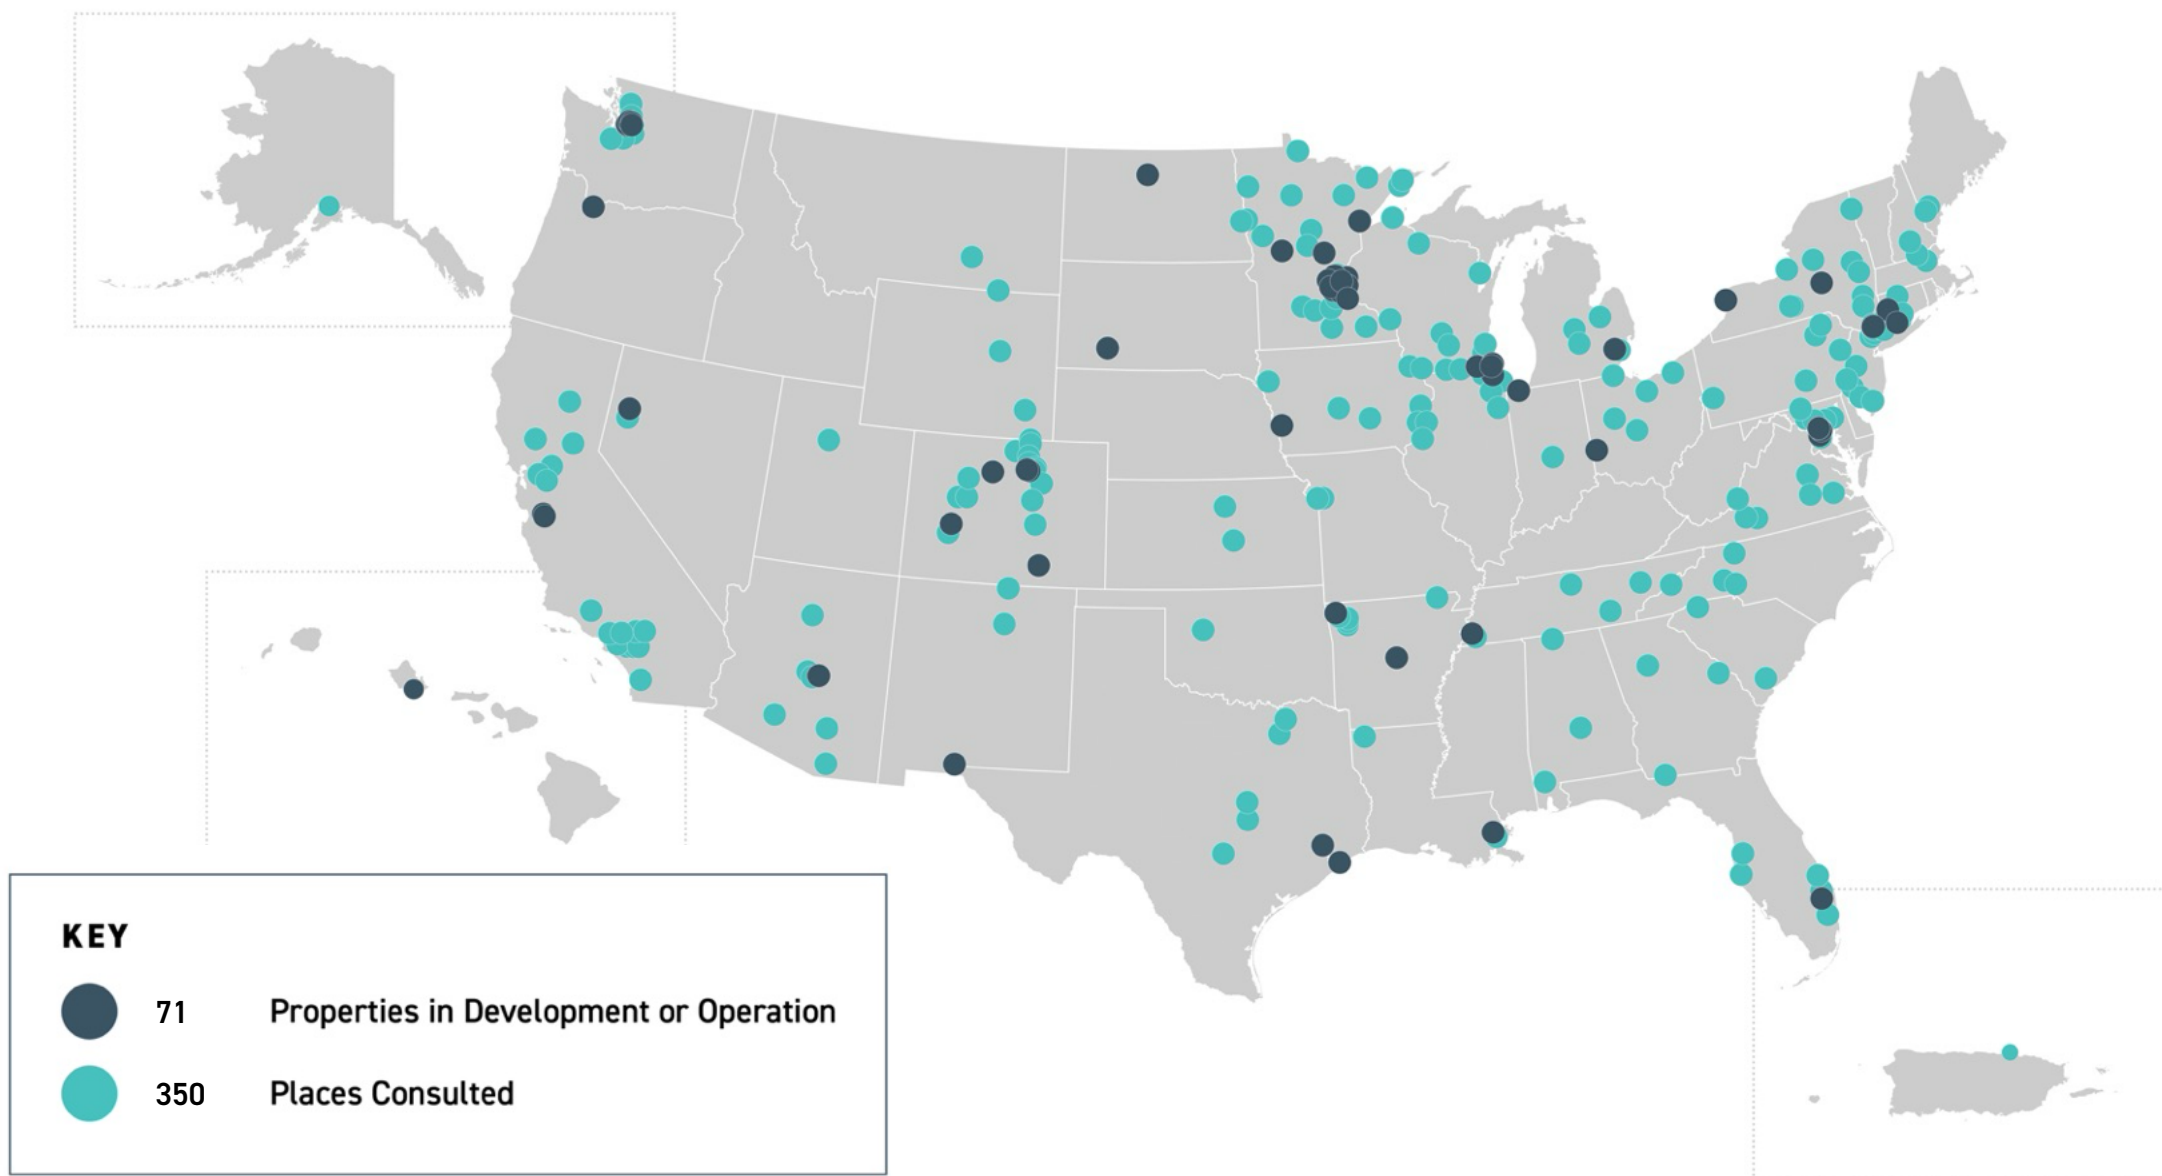 KEY
71 Properties in Development or Operation
350 Places Consulted